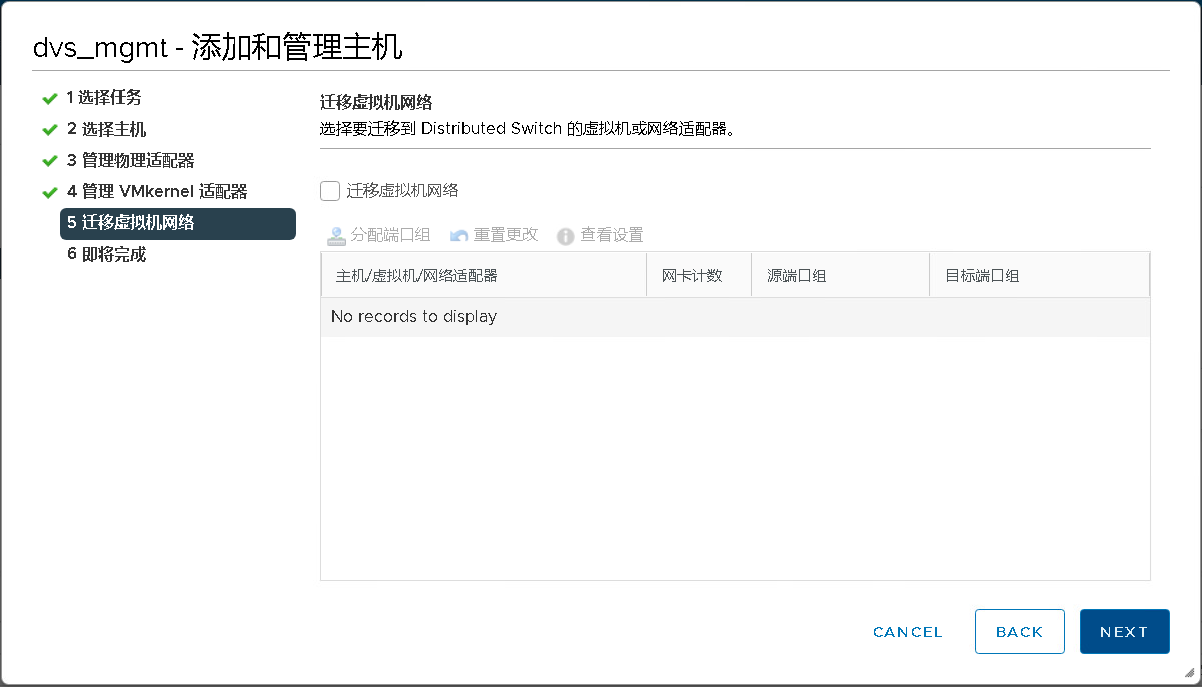 dvs_mgmt - 添加和管理主机
1 选择任务
2 选择主机
3 管理物理适配器
4 管理 VMkernel 适配器
5 迁移虚拟机网络
6 即将完成
迁移虚拟机网络
选择要迁移到 Distributed Switch 的虚拟机或网络适配器。
迁移虚拟机网络
分配端口组 重置更改 查看设置
主机/虚拟机/网络适配器 网卡计数 源端口组 目标端口组
No records to display
CANCEL BACK NEXT